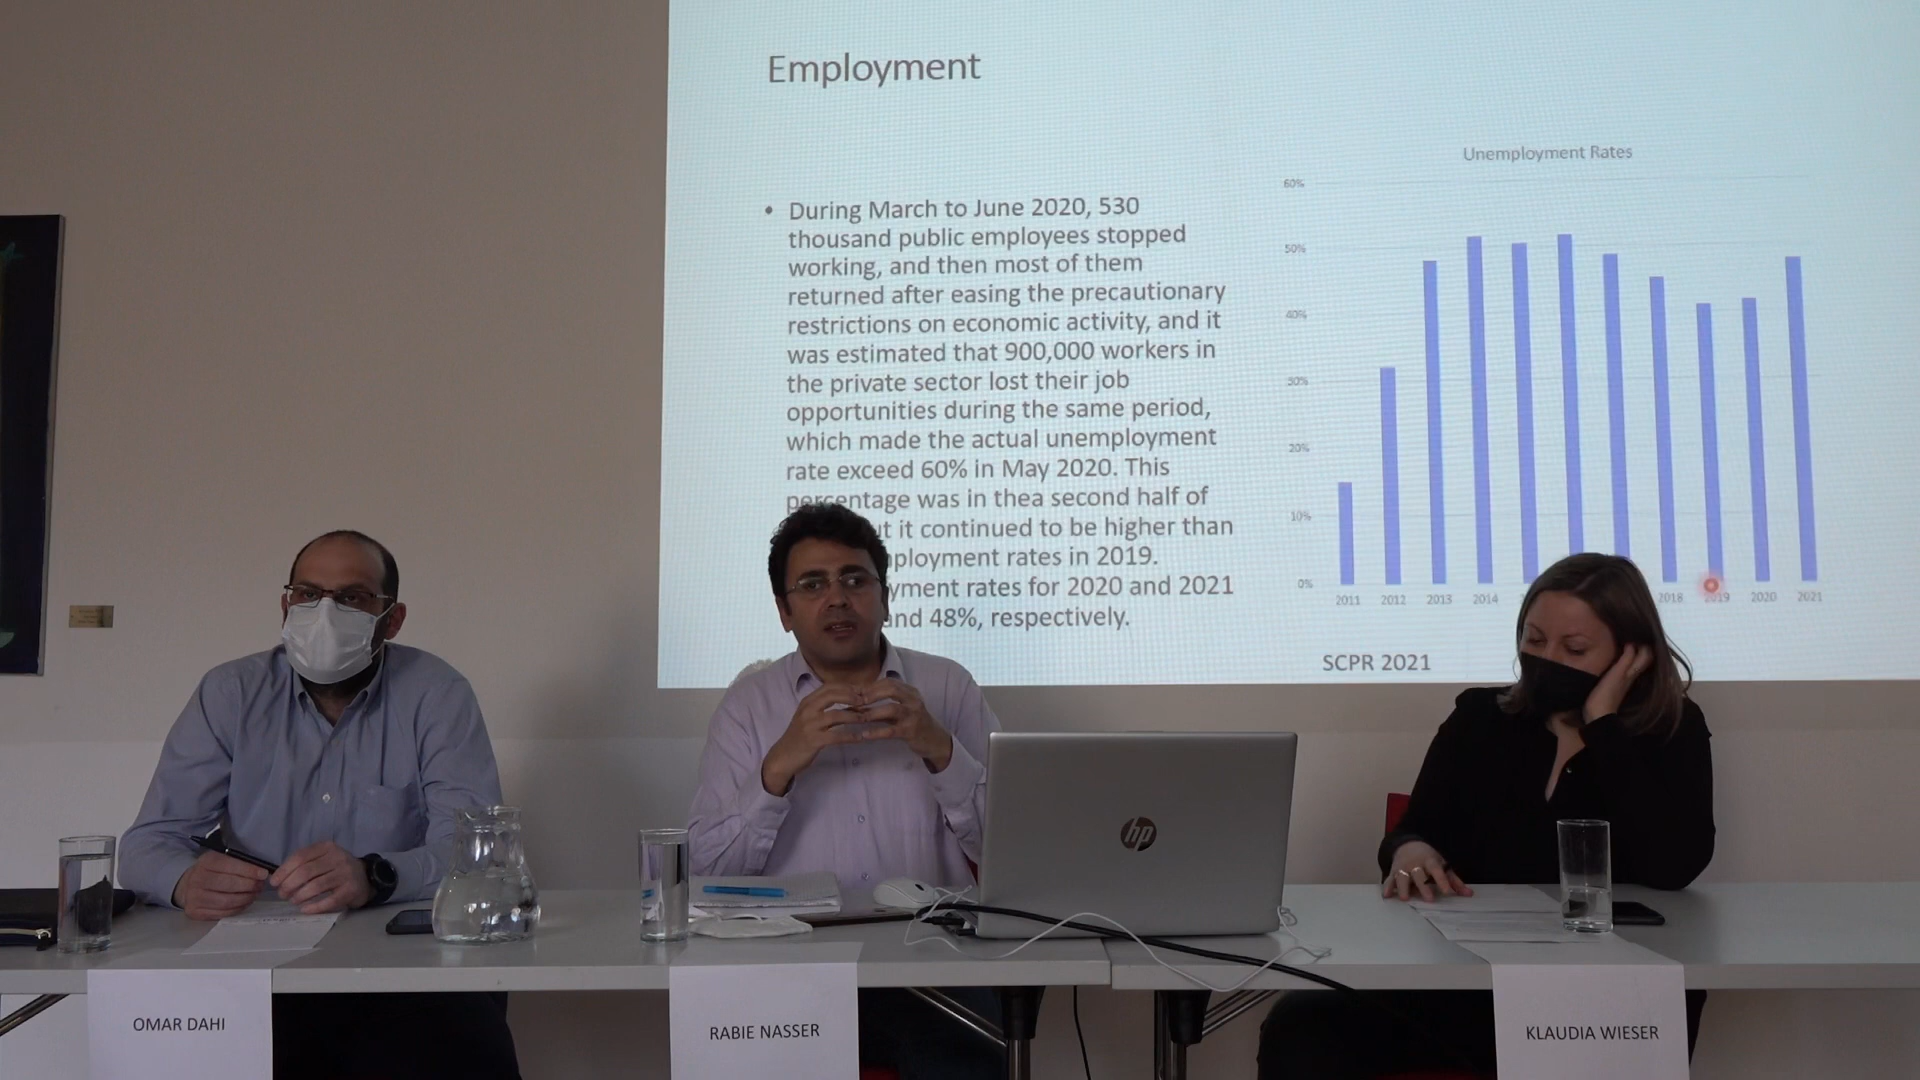 Employment
Unemployment Rates
• During March to June 2020, 530
thousand public employees stopped
working, and then most of them
returned after easing the precautionary
restrictions on economic activity, and it
was estimated that 900,000 workers in
the private sector lost their job
opportunities during the same period,
which made the actual unemployment
rate exceed 60% in May 2020. This
percentage was in thea second half of
it continued to be higher than
rates in 2019.
rates for 2020 and 2021
and 48%, respectively.
60%
50%
40%
30%
20%
10%
0%
2011 2012 2013 2014 2018 2019 2020 2021
SCPR 2021
hp
OMAR DAHI
RABIE NASSER
KLAUDIA WIESER